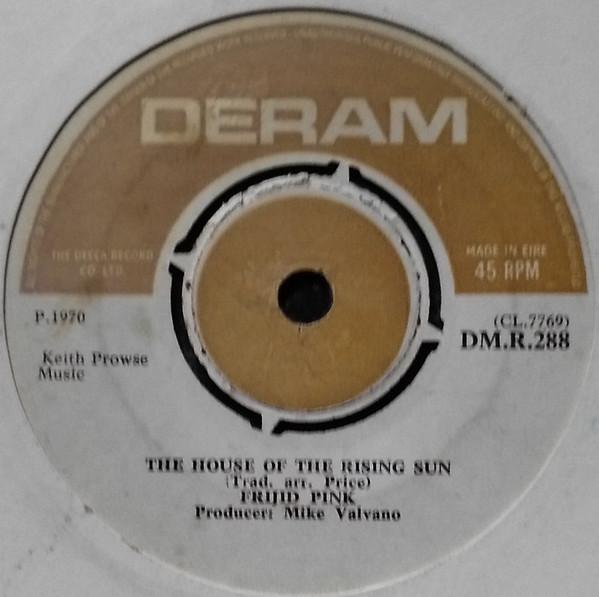 DERAM
THE DECCA RECORD
CO. LTD.
MADE IN EIRE
45 RPM
P.1970
(CL.7769)
DM.R.288
Keith Prowse
Music
THE HOUSE OF THE RISING SUN
(Trad. arr. Price)
FRIJID PINK
Producer: Mike Valvano